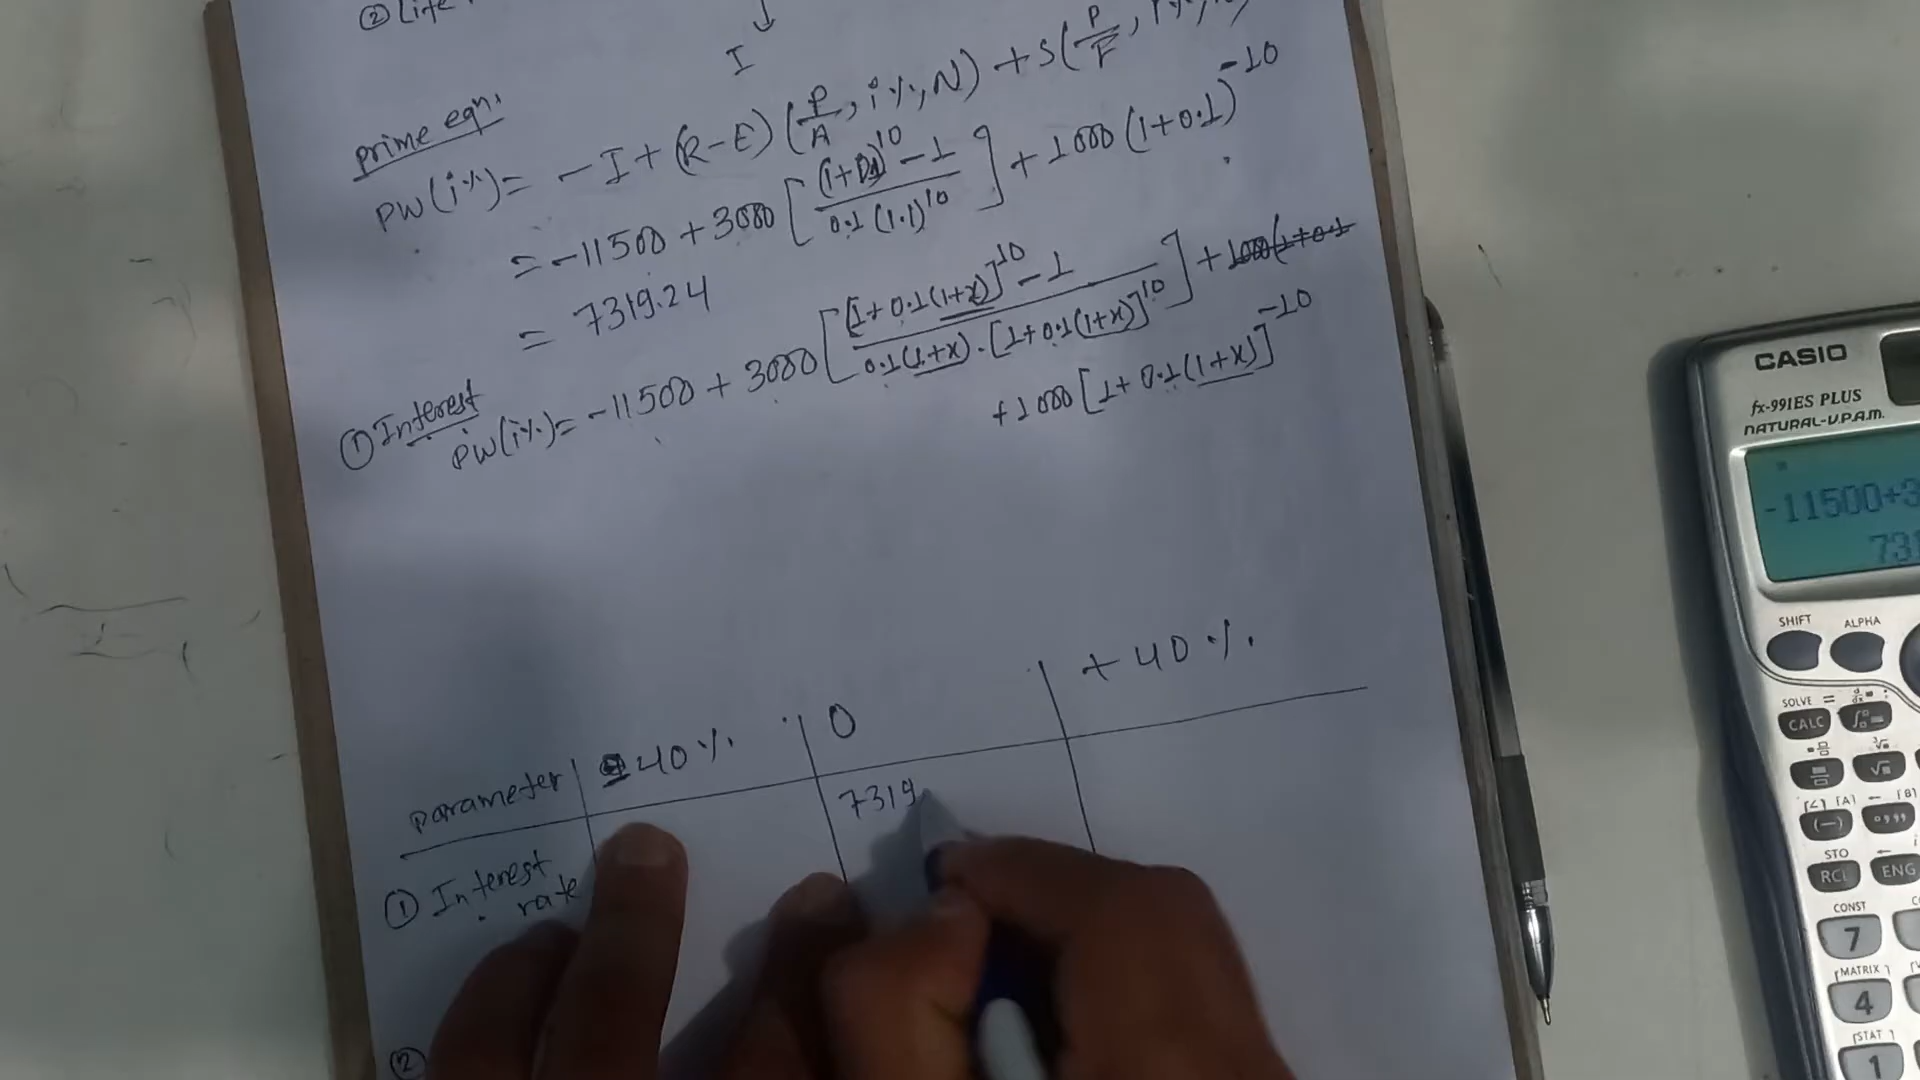 ② Life
↓
I
prime eqn.
PW(i%) = -I + (R-E) (P/A, i%, N) + S(P/F,
= -11500 + 3000 [ (1+0.1)^10 - 1 / 0.1 (1.1)^10 ] + 1000 (1+0.1)^-10
= 7319.24
① Interest
PW(i%) = -11500 + 3000 [ [1+0.1(1+x)]^10 - 1 / 0.1(1+x) . [1+0.1(1+x)]^10 ] + 1000(1+0.1
+ 1000 [1+ 0.1(1+x)]^-10
parameter | -40% | 0 | +40%
① Interest rate | 7319
②
CASIO
fx-991ES PLUS
NATURAL-V.P.A.M.
-11500+3
731
SHIFT ALPHA
SOLVE =
CALC
(-)
STO
RCL ENG
CONST
7
MATRIX
4
STAT
1